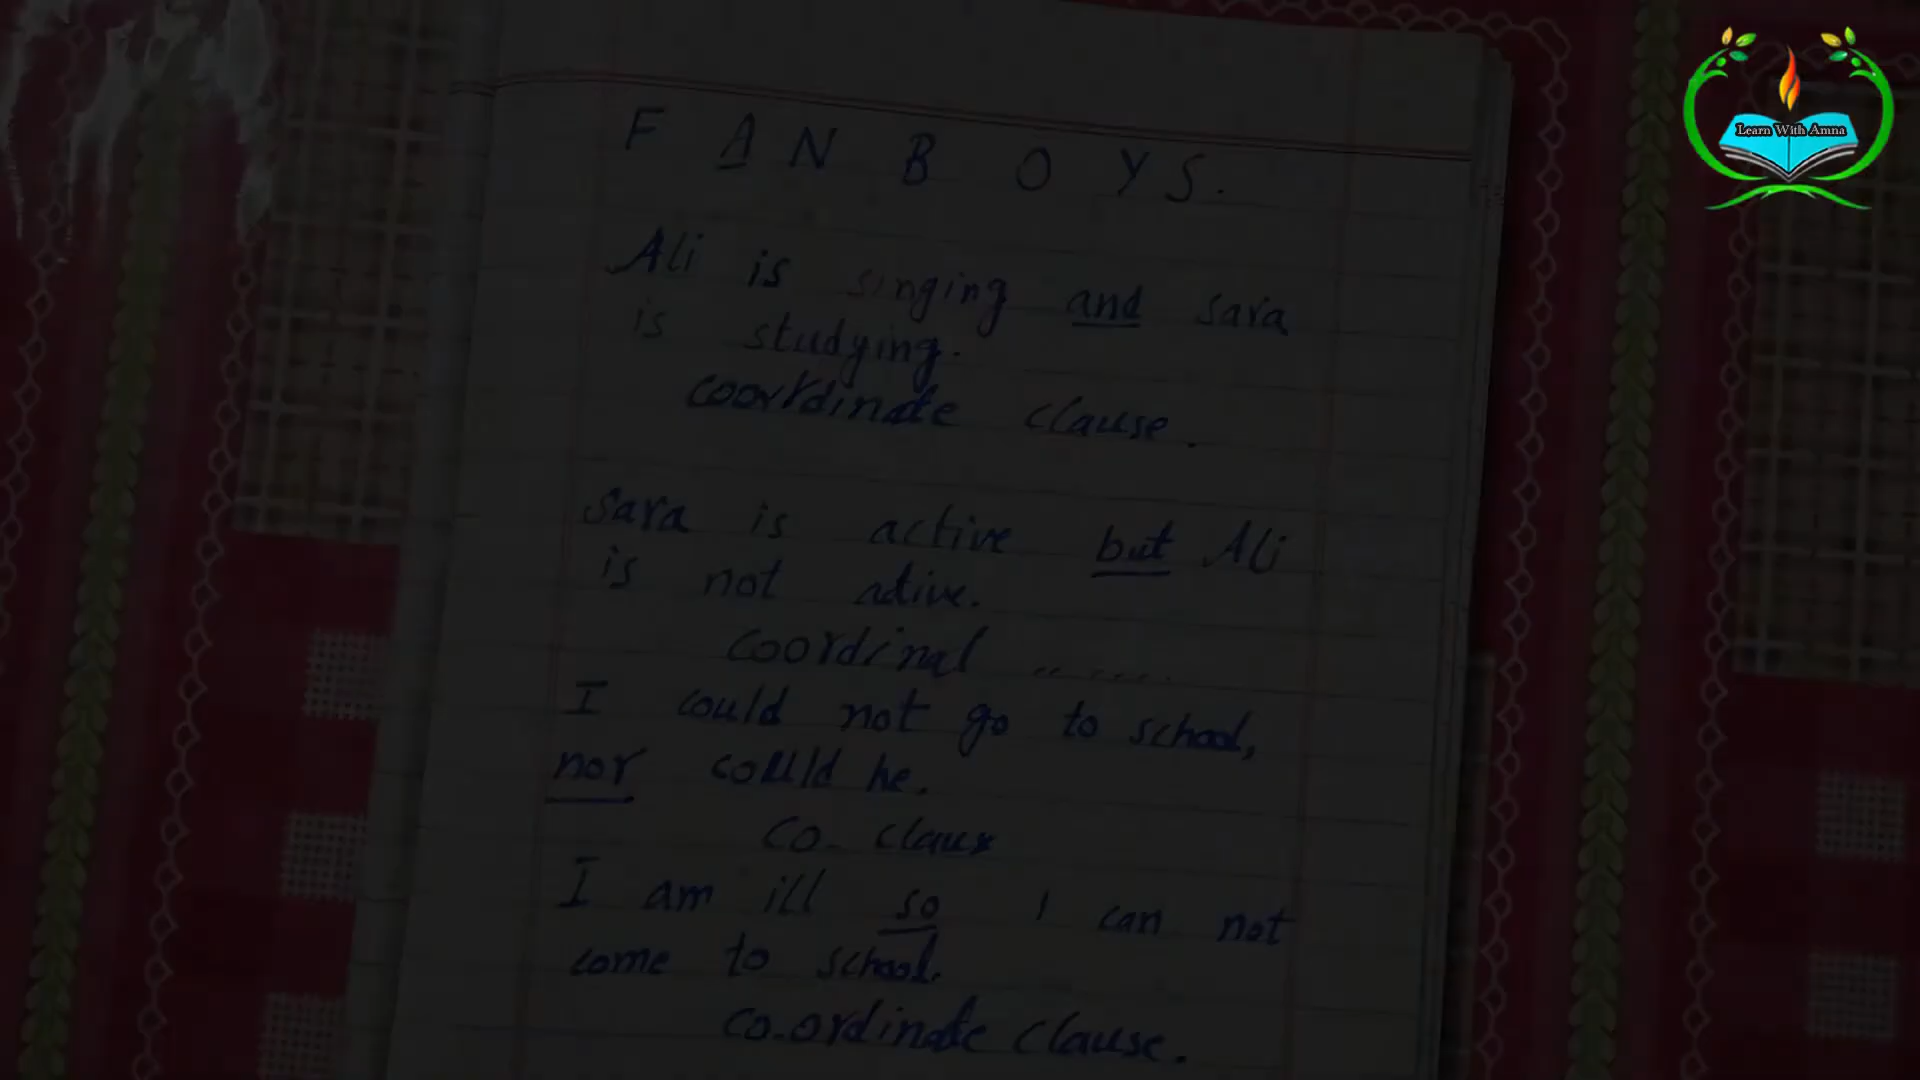 Learn With Amna
F A N B O Y S.
Ali is singing and sara
is studying.
coordinate clause.
Sara is active but Ali
is not active.
coordinal .. ....
I could not go to school,
nor could he.
CO- claux
I am ill so I can not
come to school.
CO-ordinate clause.